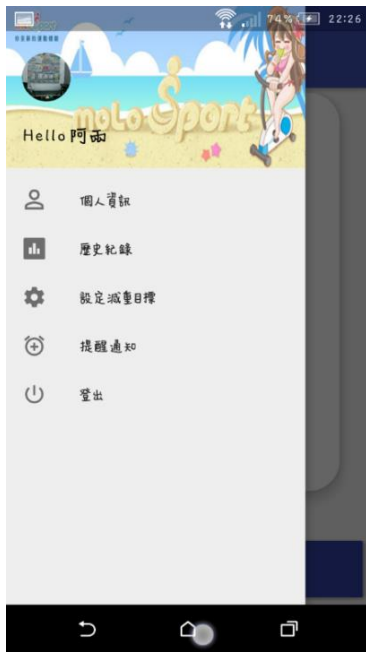 74% 22:26
moLo Sport
Hello 阿雨
個人資訊
歷史紀錄
設定減重目標
提醒通知
登出